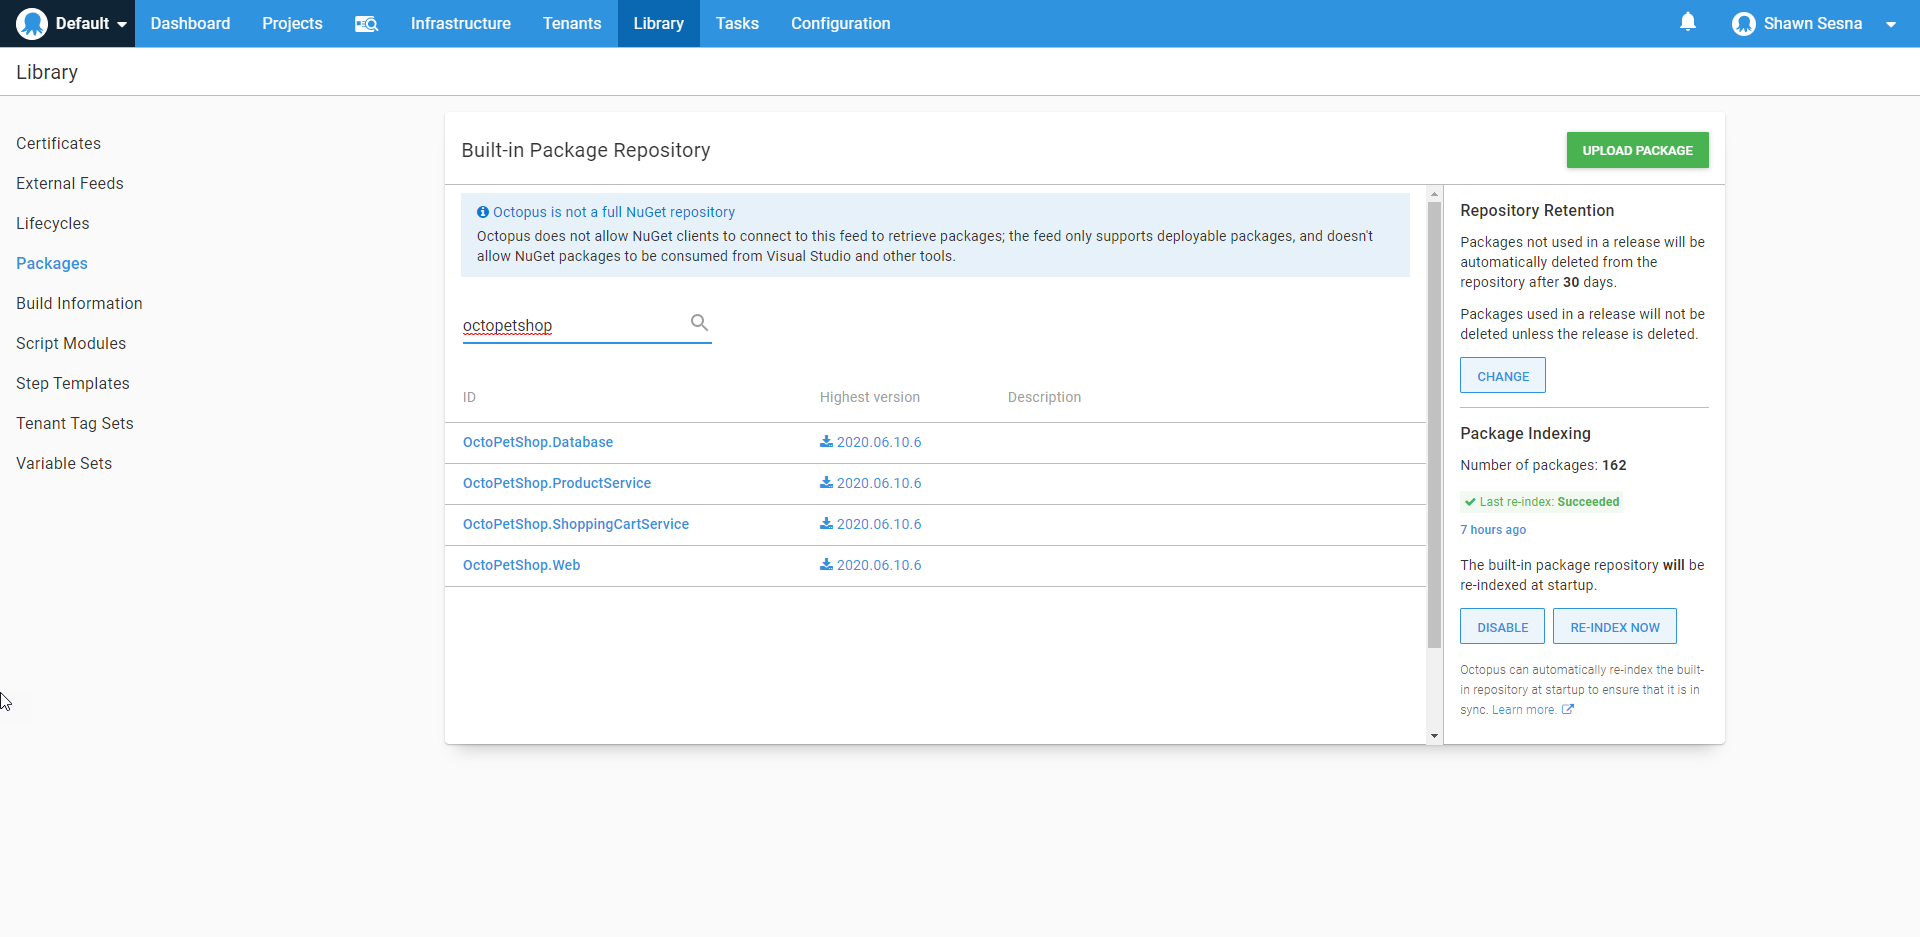 Default
Dashboard
Projects
Infrastructure
Tenants
Library
Tasks
Configuration
Shawn Sesna
Library
Certificates
External Feeds
Lifecycles
Packages
Build Information
Script Modules
Step Templates
Tenant Tag Sets
Variable Sets
Built-in Package Repository
UPLOAD PACKAGE
Octopus is not a full NuGet repository
Octopus does not allow NuGet clients to connect to this feed to retrieve packages; the feed only supports deployable packages, and doesn't
allow NuGet packages to be consumed from Visual Studio and other tools.
octopetshop
ID Highest version Description
OctoPetShop.Database 2020.06.10.6
OctoPetShop.ProductService 2020.06.10.6
OctoPetShop.ShoppingCartService 2020.06.10.6
OctoPetShop.Web 2020.06.10.6
Repository Retention
Packages not used in a release will be
automatically deleted from the
repository after 30 days.
Packages used in a release will not be
deleted unless the release is deleted.
CHANGE
Package Indexing
Number of packages: 162
Last re-index: Succeeded
7 hours ago
The built-in package repository will be
re-indexed at startup.
DISABLE
RE-INDEX NOW
Octopus can automatically re-index the built-
in repository at startup to ensure that it is in
sync. Learn more.